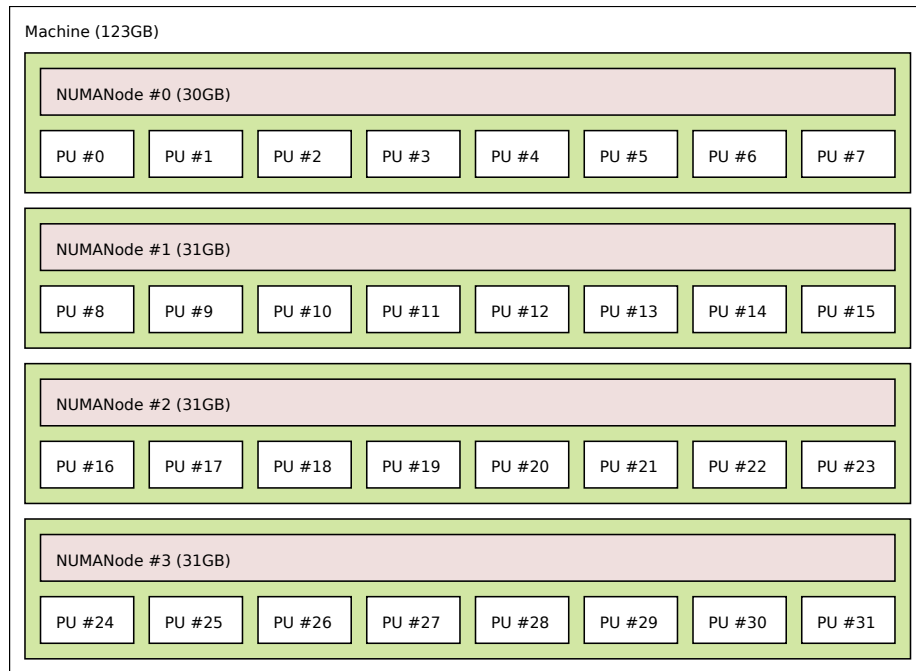 Machine (123GB)
NUMANode #0 (30GB)
PU #0 PU #1 PU #2 PU #3 PU #4 PU #5 PU #6 PU #7
NUMANode #1 (31GB)
PU #8 PU #9 PU #10 PU #11 PU #12 PU #13 PU #14 PU #15
NUMANode #2 (31GB)
PU #16 PU #17 PU #18 PU #19 PU #20 PU #21 PU #22 PU #23
NUMANode #3 (31GB)
PU #24 PU #25 PU #26 PU #27 PU #28 PU #29 PU #30 PU #31